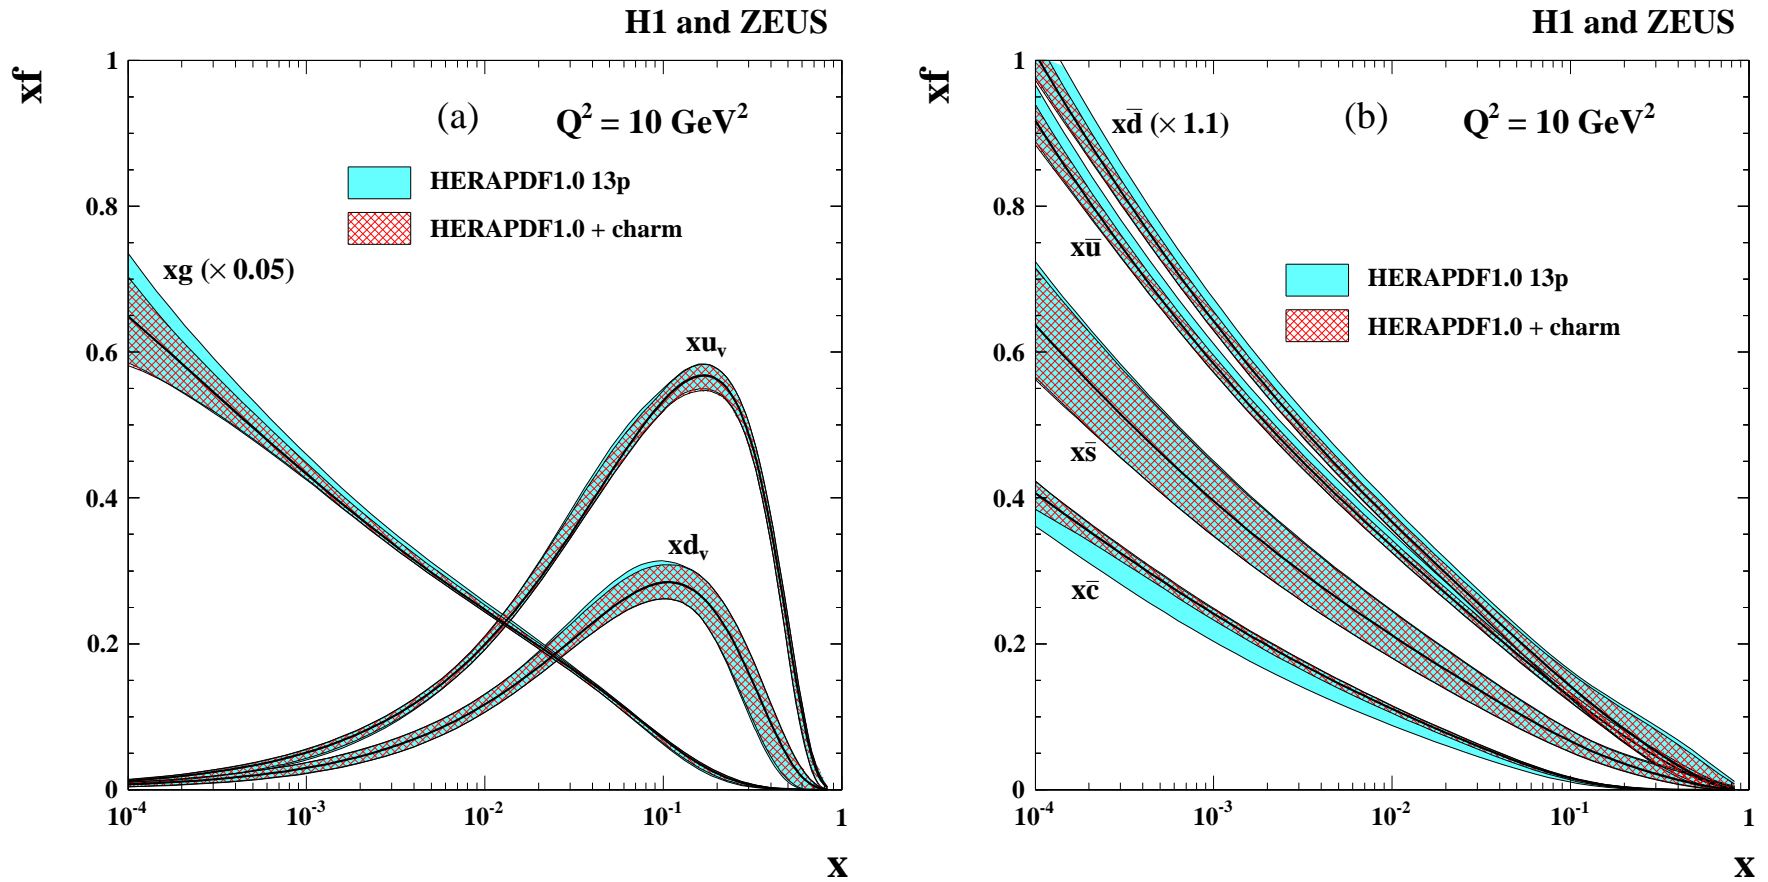 H1 and ZEUS
xf
1
0.8
0.6
0.4
0.2
0
(a)
Q² = 10 GeV²
HERAPDF1.0 13p
HERAPDF1.0 + charm
xg (× 0.05)
xuᵥ
xdᵥ
10⁻⁴
10⁻³
10⁻²
10⁻¹
1
x
H1 and ZEUS
xf
1
0.8
0.6
0.4
0.2
0
xd̅ (× 1.1)
(b)
Q² = 10 GeV²
xu̅
HERAPDF1.0 13p
HERAPDF1.0 + charm
xs̅
xc̅
10⁻⁴
10⁻³
10⁻²
10⁻¹
1
x